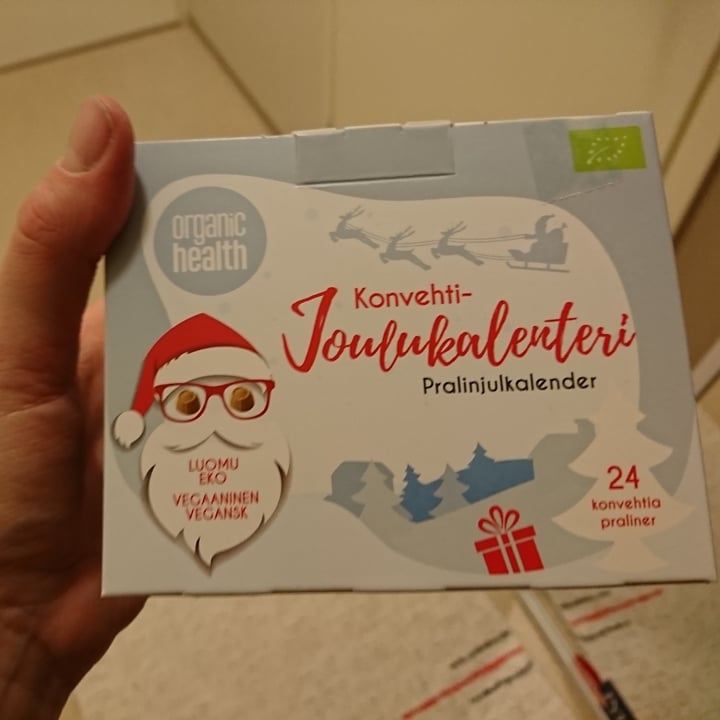 organic
health
Konvehti-
Joulukalenteri
Pralinjulkalender
LUOMU
EKO
VEGAANINEN
VEGANSK
24
konvehtia
praliner